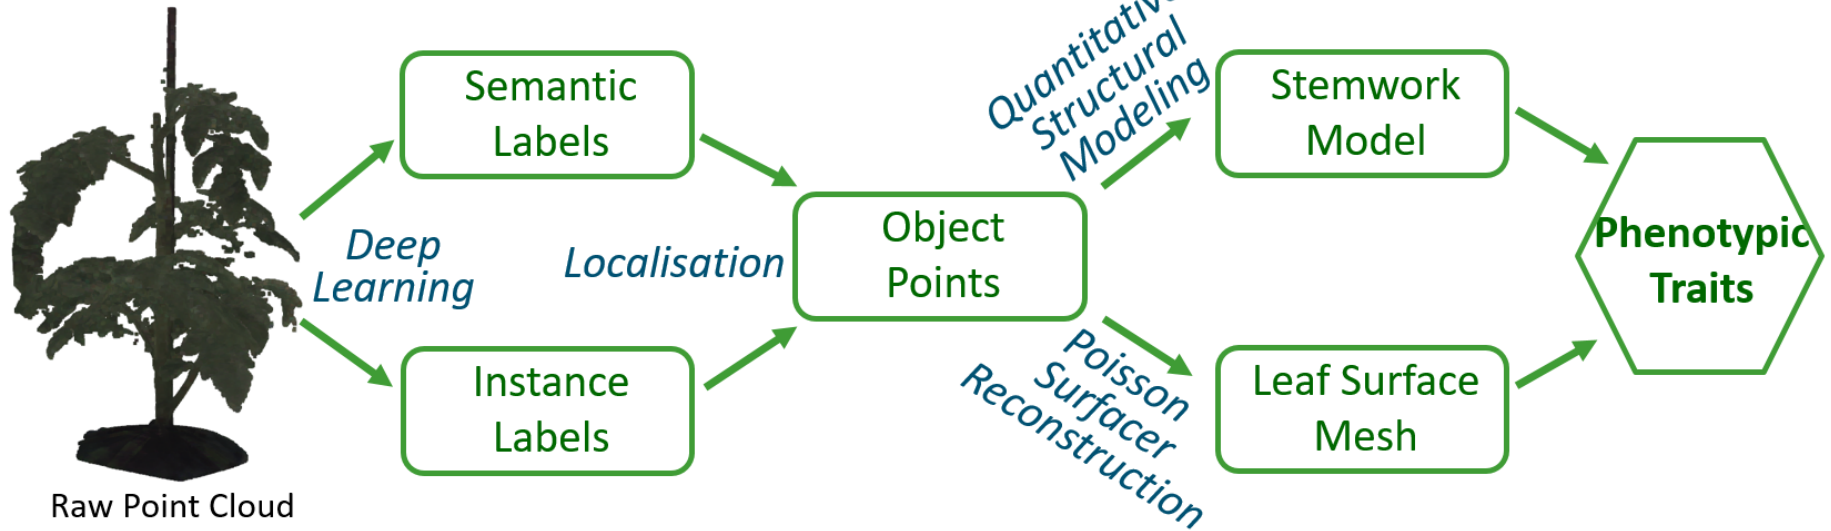 Raw Point Cloud
Deep
Learning
Semantic
Labels
Instance
Labels
Localisation
Object
Points
Quantitative
Structural
Modeling
Poisson
Surfacer
Reconstruction
Stemwork
Model
Leaf Surface
Mesh
Phenotypic
Traits